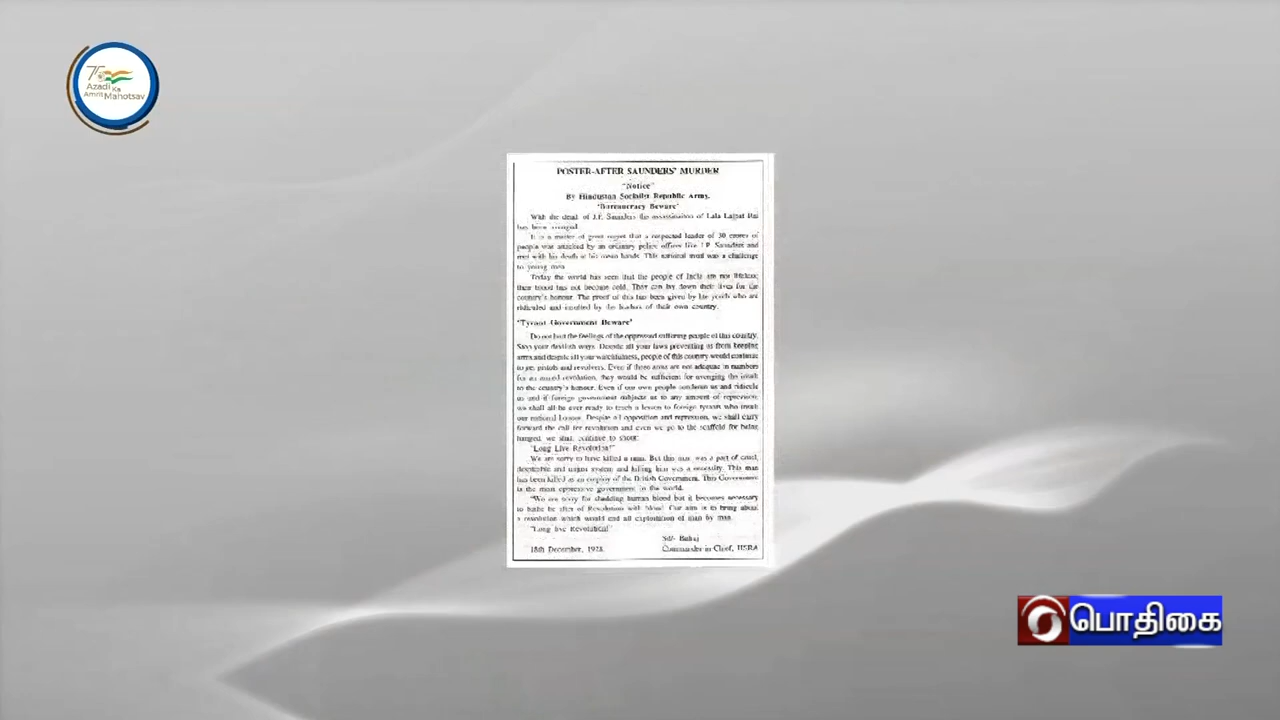 75
Azadi
Ka
Amrit Mahotsav
POSTER-AFTER SAUNDERS' MURDER
"Notice"
By Hindustan Socialist Republic Army.
'Bureaucracy Beware'
With the death of J.P. Saunders the assassination of Lala Lajpat Rai
has been avenged.
It is a matter of great regret that a respected leader of 30 crores of
people was attacked by an ordinary police officer like J.P. Saunders and
met with his death at his mean hands. This national insult was a challenge
to young men.
Today the world has seen that the people of India are not lifeless;
their blood has not become cold. They can lay down their lives for the
country's honour. The proof of this has been given by the youth who are
ridiculed and insulted by the leaders of their own country.
'Tyrant Government Beware'
Do not hurt the feelings of the oppressed suffering people of this country.
Stop your devilish ways. Despite all your laws preventing us from keeping
arms and despite all your watchfulness, people of this country would continue
to get pistols and revolvers. Even if these arms are not adequate in numbers
for an armed revolution, they would be sufficient for avenging the insult
to the country's honour. Even if our own people condemn us and ridicule
us and if foreign government subjects us to any amount of repression,
we shall all be ever ready to teach a lesson to foreign tyrants who insult
our national honour. Despite all opposition and repression, we shall carry
forward the call for revolution and even we go to the scaffold for being
hanged, we shall continue to shout:
"Long Live Revolution!"
We are sorry to have killed a man. But this man was a part of cruel,
despicable and unjust system and killing him was a necessity. This man
has been killed as an employ of the British Government. This Government
is the most oppressive government in the world.
"We are sorry for shedding human blood but it becomes necessary
to bathe the alter of Revolution with blood. Our aim is to bring about
a revolution which would end all exploitation of man by man.
"Long live Revolution!"
Sd/- Balraj
18th December, 1928. Commander in Chief, HSRA
பொதிகை